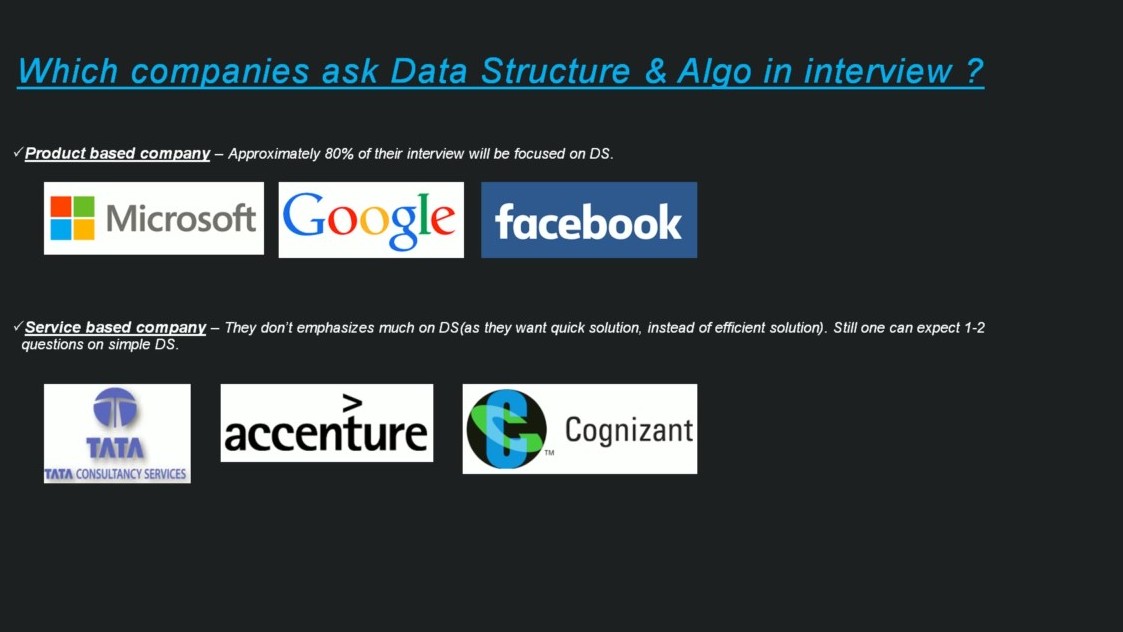 Which companies ask Data Structure & Algo in interview ?
✓Product based company – Approximately 80% of their interview will be focused on DS.
Microsoft Google facebook
✓Service based company – They don't emphasizes much on DS(as they want quick solution, instead of efficient solution). Still one can expect 1-2
questions on simple DS.
TATA
TATA CONSULTANCY SERVICES
>
accenture
C Cognizant
TM